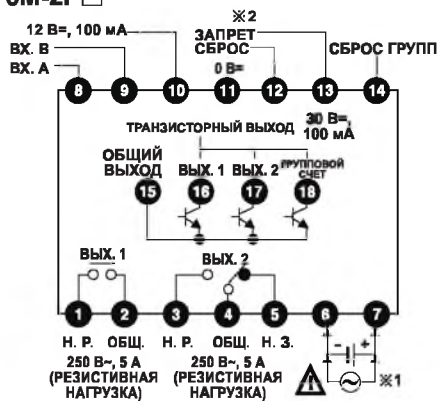 12 В=, 100 мА
ВХ. В
ВХ. А
※2
ЗАПРЕТ
СБРОС
0 В=
СБРОС ГРУПП
8 9 10 11 12 13 14
30 В=,
100 мА
ТРАНЗИСТОРНЫЙ ВЫХОД
ОБЩИЙ
ВЫХОД
ВЫХ. 1 ВЫХ. 2
ГРУППОВОЙ
СЧЕТ
15 16 17 18
ВЫХ. 1
ВЫХ. 2
1 2 3 4 5 6 7
Н. Р. ОБЩ. Н. Р. ОБЩ. Н. З.
250 В~, 5 А
(РЕЗИСТИВНАЯ
НАГРУЗКА)
250 В~, 5 А
(РЕЗИСТИВНАЯ
НАГРУЗКА)
- +
※1